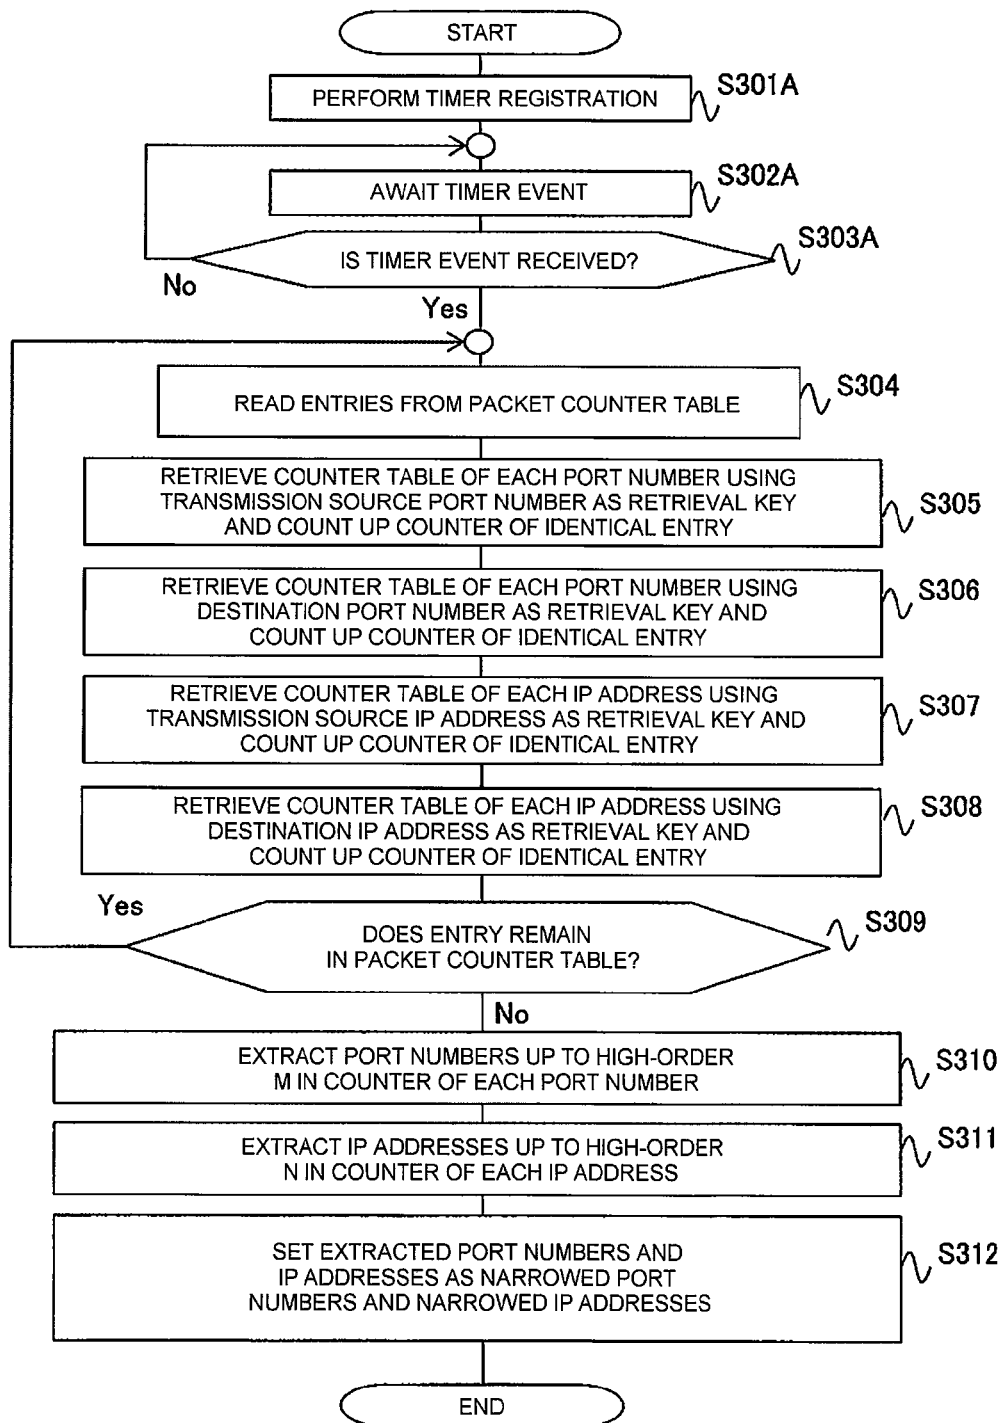 START
PERFORM TIMER REGISTRATION
S301A
AWAIT TIMER EVENT
S302A
IS TIMER EVENT RECEIVED?
S303A
No
Yes
READ ENTRIES FROM PACKET COUNTER TABLE
S304
RETRIEVE COUNTER TABLE OF EACH PORT NUMBER USING
TRANSMISSION SOURCE PORT NUMBER AS RETRIEVAL KEY
AND COUNT UP COUNTER OF IDENTICAL ENTRY
S305
RETRIEVE COUNTER TABLE OF EACH PORT NUMBER USING
DESTINATION PORT NUMBER AS RETRIEVAL KEY AND
COUNT UP COUNTER OF IDENTICAL ENTRY
S306
RETRIEVE COUNTER TABLE OF EACH IP ADDRESS USING
TRANSMISSION SOURCE IP ADDRESS AS RETRIEVAL KEY AND
COUNT UP COUNTER OF IDENTICAL ENTRY
S307
RETRIEVE COUNTER TABLE OF EACH IP ADDRESS USING
DESTINATION IP ADDRESS AS RETRIEVAL KEY AND
COUNT UP COUNTER OF IDENTICAL ENTRY
S308
Yes
DOES ENTRY REMAIN
IN PACKET COUNTER TABLE?
S309
No
EXTRACT PORT NUMBERS UP TO HIGH-ORDER
M IN COUNTER OF EACH PORT NUMBER
S310
EXTRACT IP ADDRESSES UP TO HIGH-ORDER
N IN COUNTER OF EACH IP ADDRESS
S311
SET EXTRACTED PORT NUMBERS AND
IP ADDRESSES AS NARROWED PORT
NUMBERS AND NARROWED IP ADDRESSES
S312
END